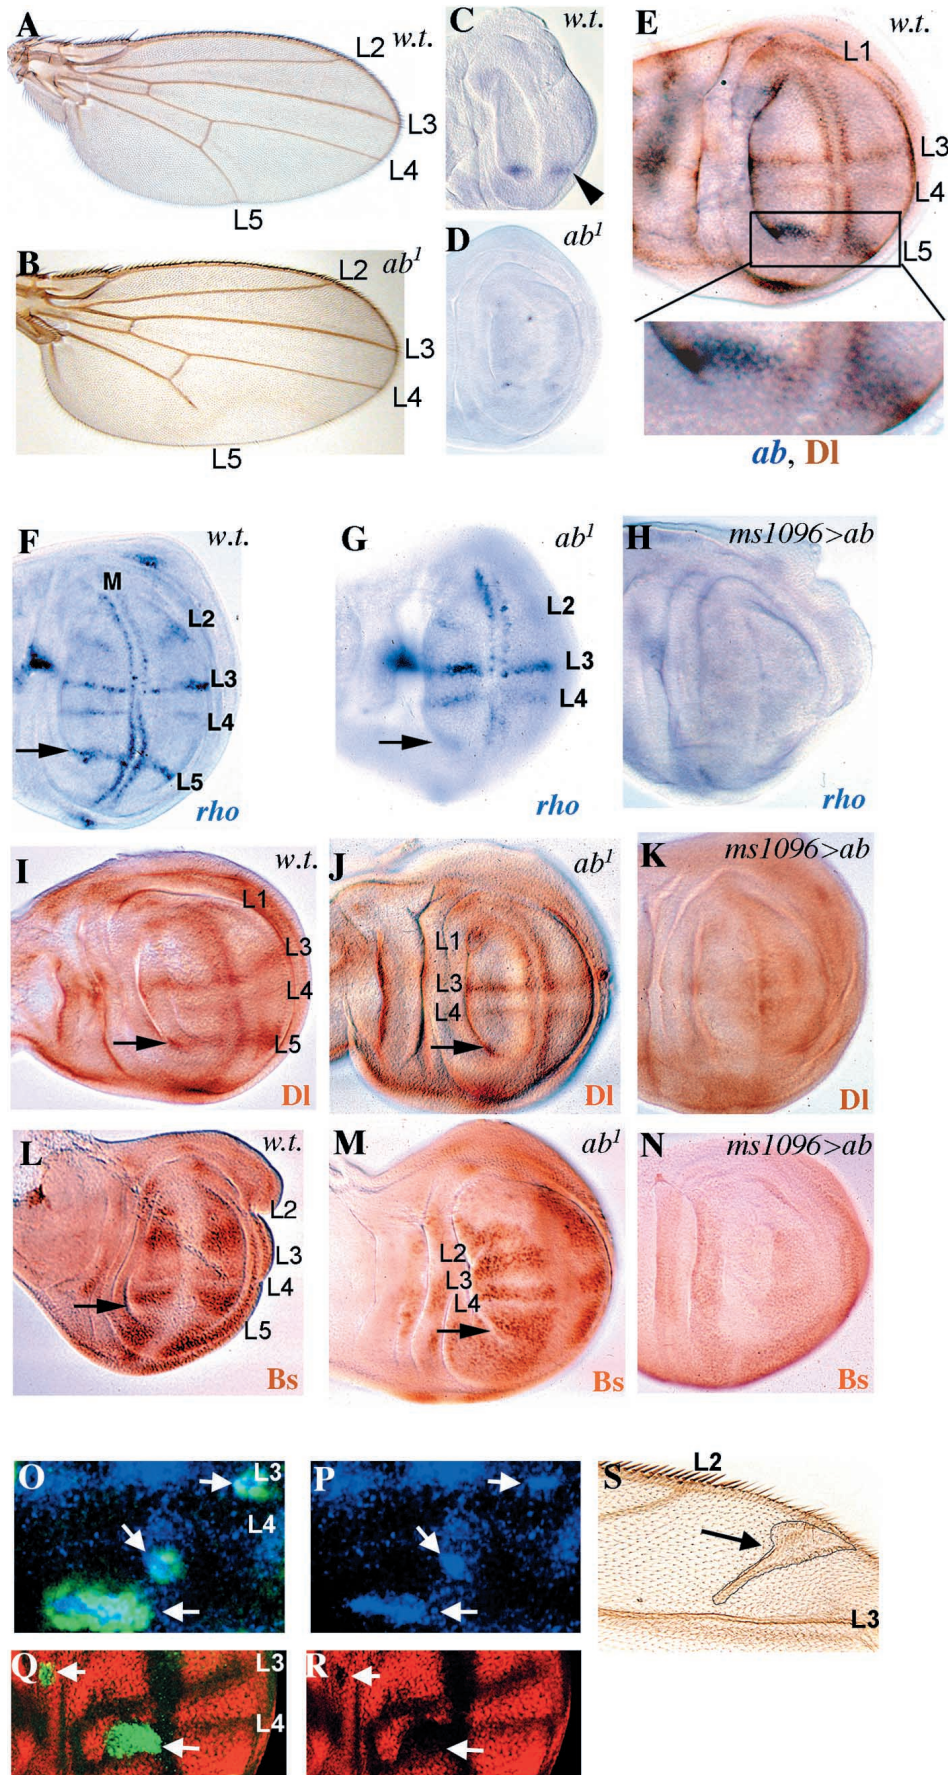 A w.t. L2 L3 L4 L5
B ab1 L2 L3 L4 L5
C w.t.
D ab1
E w.t. L1 L3 L4 L5
ab, Dl
F w.t. M L2 L3 L4 L5 rho
G ab1 L2 L3 L4 rho
H ms1096>ab rho
I w.t. L1 L3 L4 L5 Dl
J ab1 L1 L3 L4 Dl
K ms1096>ab Dl
L w.t. L2 L3 L4 L5 Bs
M ab1 L2 L3 L4 Bs
N ms1096>ab Bs
O L3 L4
P
Q L3 L4
R
S L2 L3